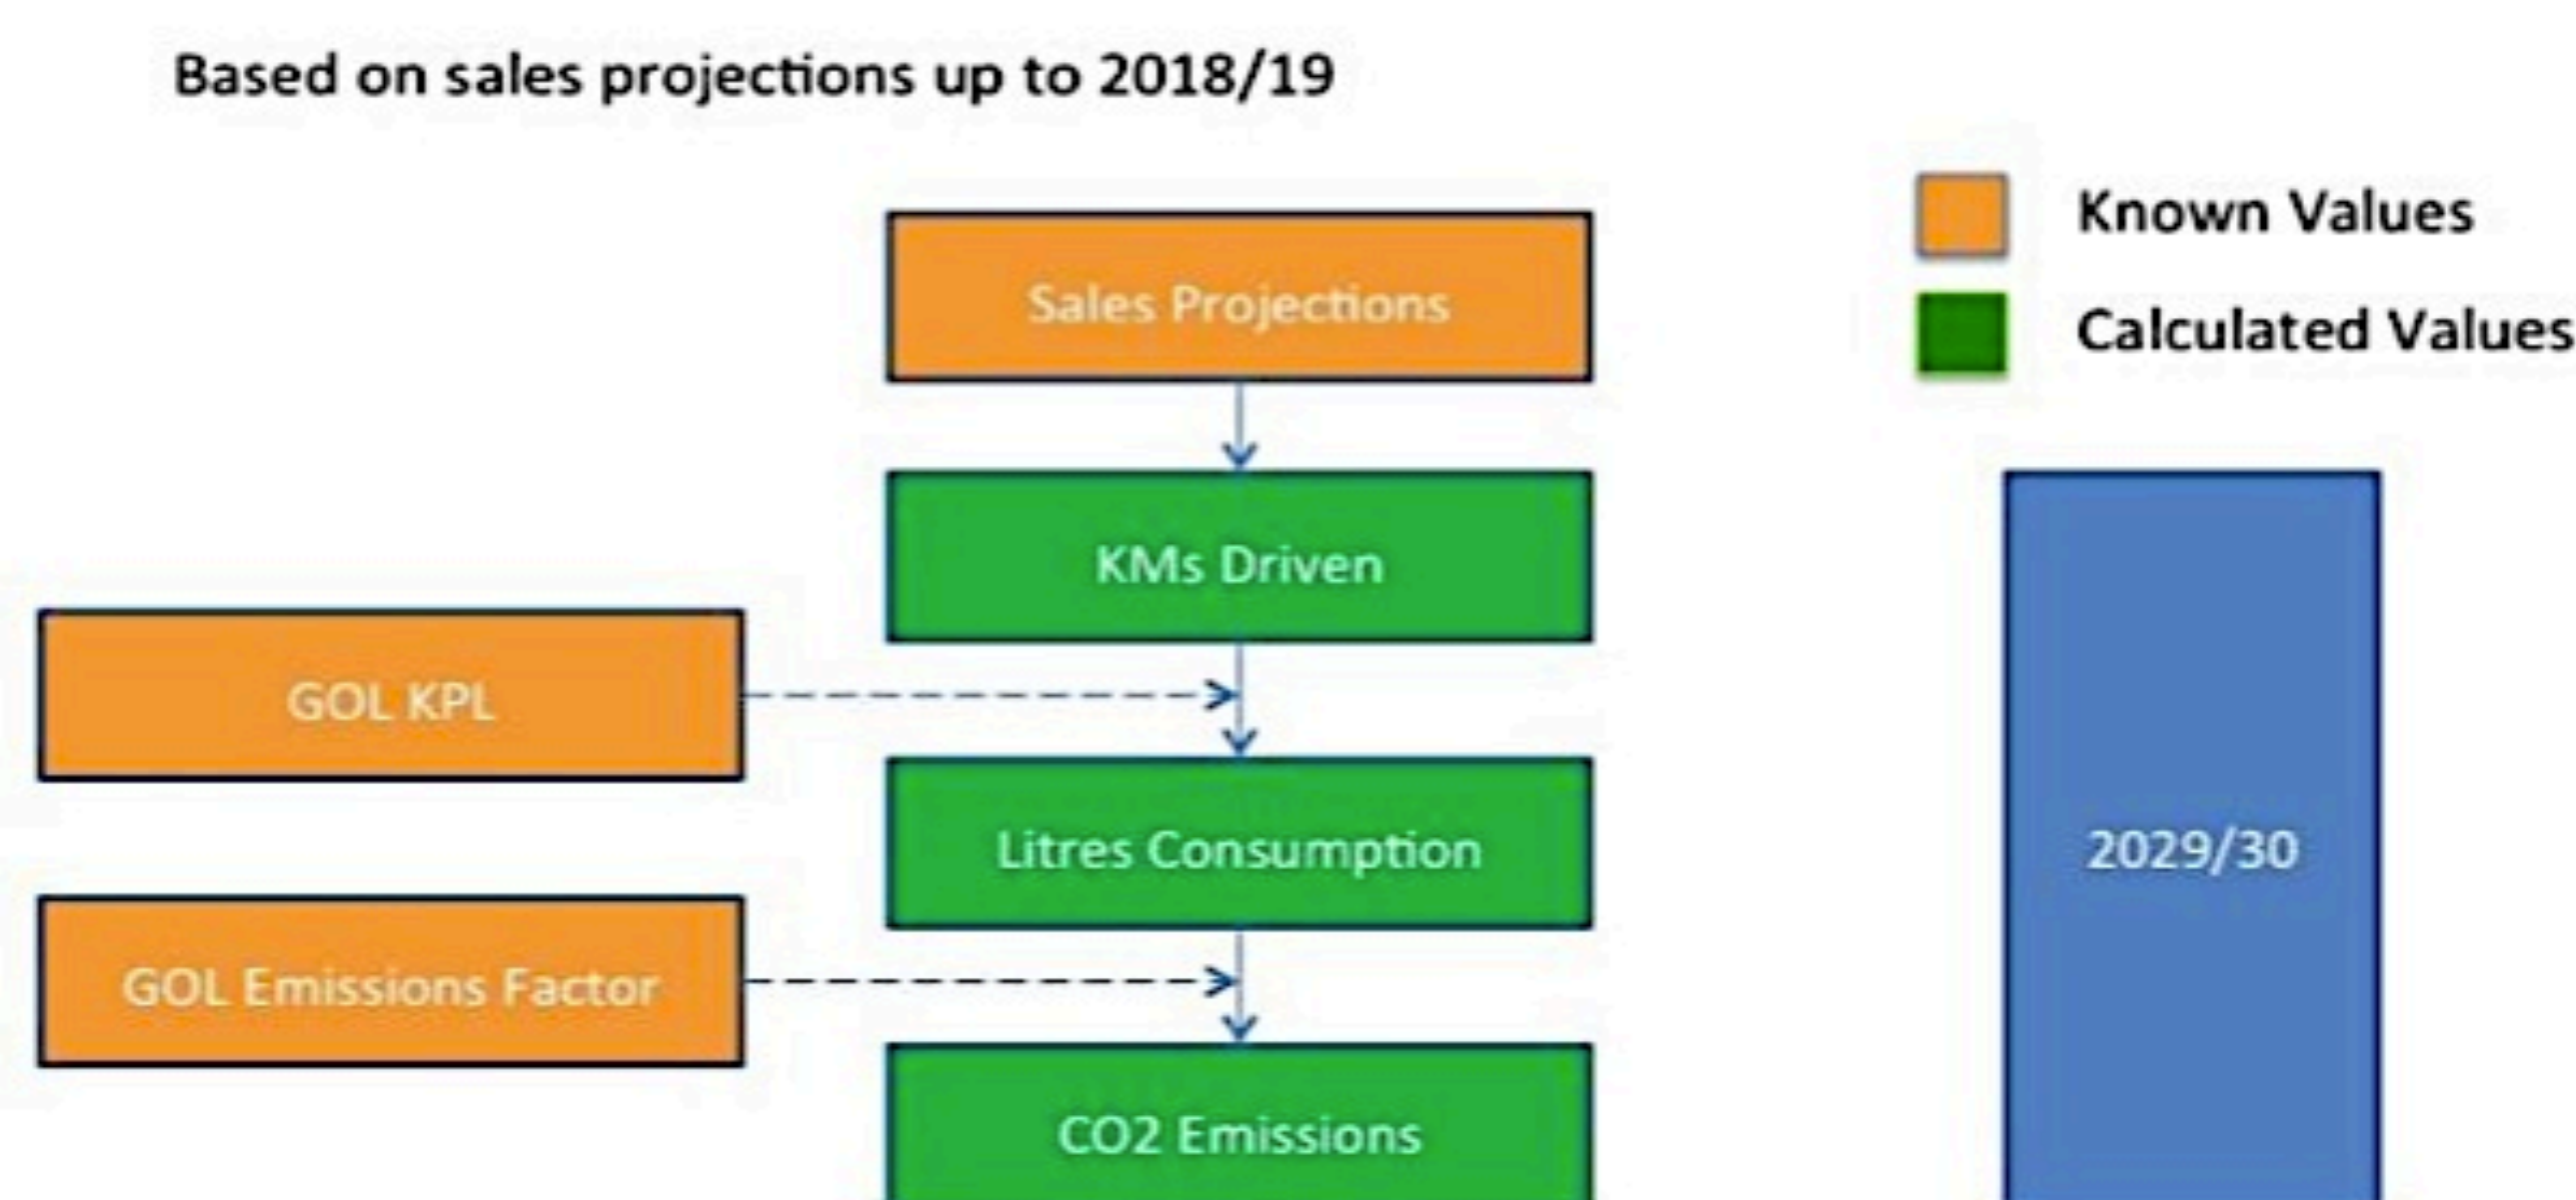 Based on sales projections up to 2018/19
Known Values
Calculated Values
Sales Projections
KMs Driven
GOL KPL
Litres Consumption
2029/30
GOL Emissions Factor
CO2 Emissions